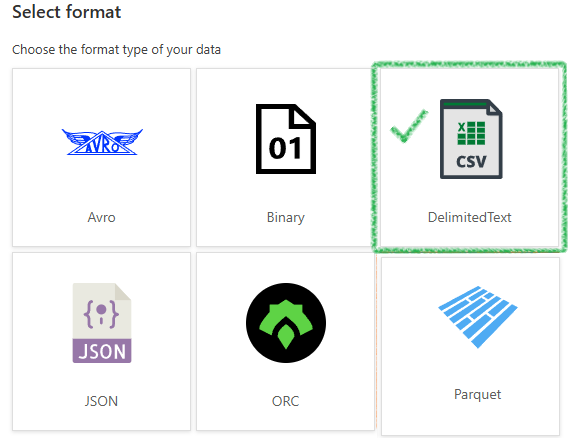 Select format
Choose the format type of your data
AVRO
01
X
CSV
Avro
Binary
DelimitedText
{ }
JSON
JSON
ORC
Parquet